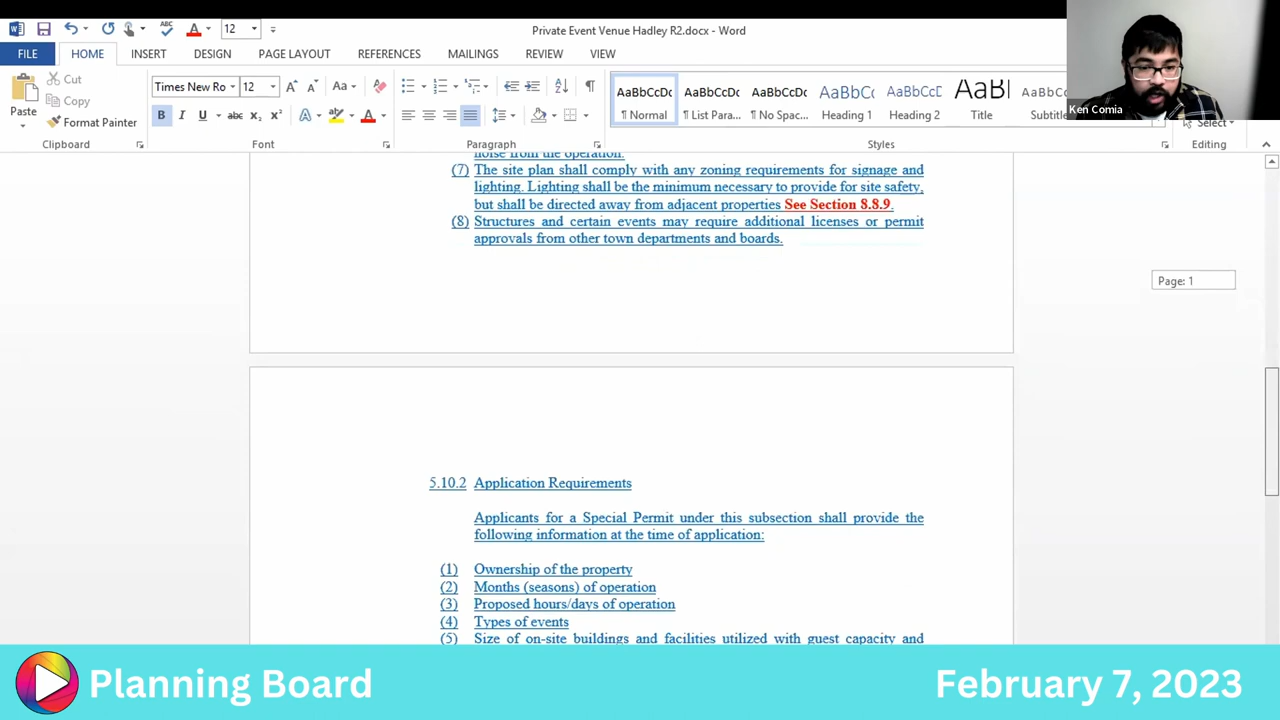 12
Private Event Venue Hadley R2.docx - Word
FILE HOME INSERT DESIGN PAGE LAYOUT REFERENCES MAILINGS REVIEW VIEW
Cut
Copy
Format Painter
Paste
Times New Ro 12
AaBbCcDc AaBbCcDc AaBbCcDc AaBbC( AaBbCcD AaBl AaBbCc
¶ Normal ¶ List Para... ¶ No Spac... Heading 1 Heading 2 Title Subtitle
Select
Clipboard Font Paragraph Styles Editing
Ken Comia
noise from the operation.
(7) The site plan shall comply with any zoning requirements for signage and
lighting. Lighting shall be the minimum necessary to provide for site safety,
but shall be directed away from adjacent properties See Section 8.8.9.
(8) Structures and certain events may require additional licenses or permit
approvals from other town departments and boards.
Page: 1
5.10.2 Application Requirements
Applicants for a Special Permit under this subsection shall provide the
following information at the time of application:
(1) Ownership of the property
(2) Months (seasons) of operation
(3) Proposed hours/days of operation
(4) Types of events
(5) Size of on-site buildings and facilities utilized with guest capacity and
Planning Board
February 7, 2023